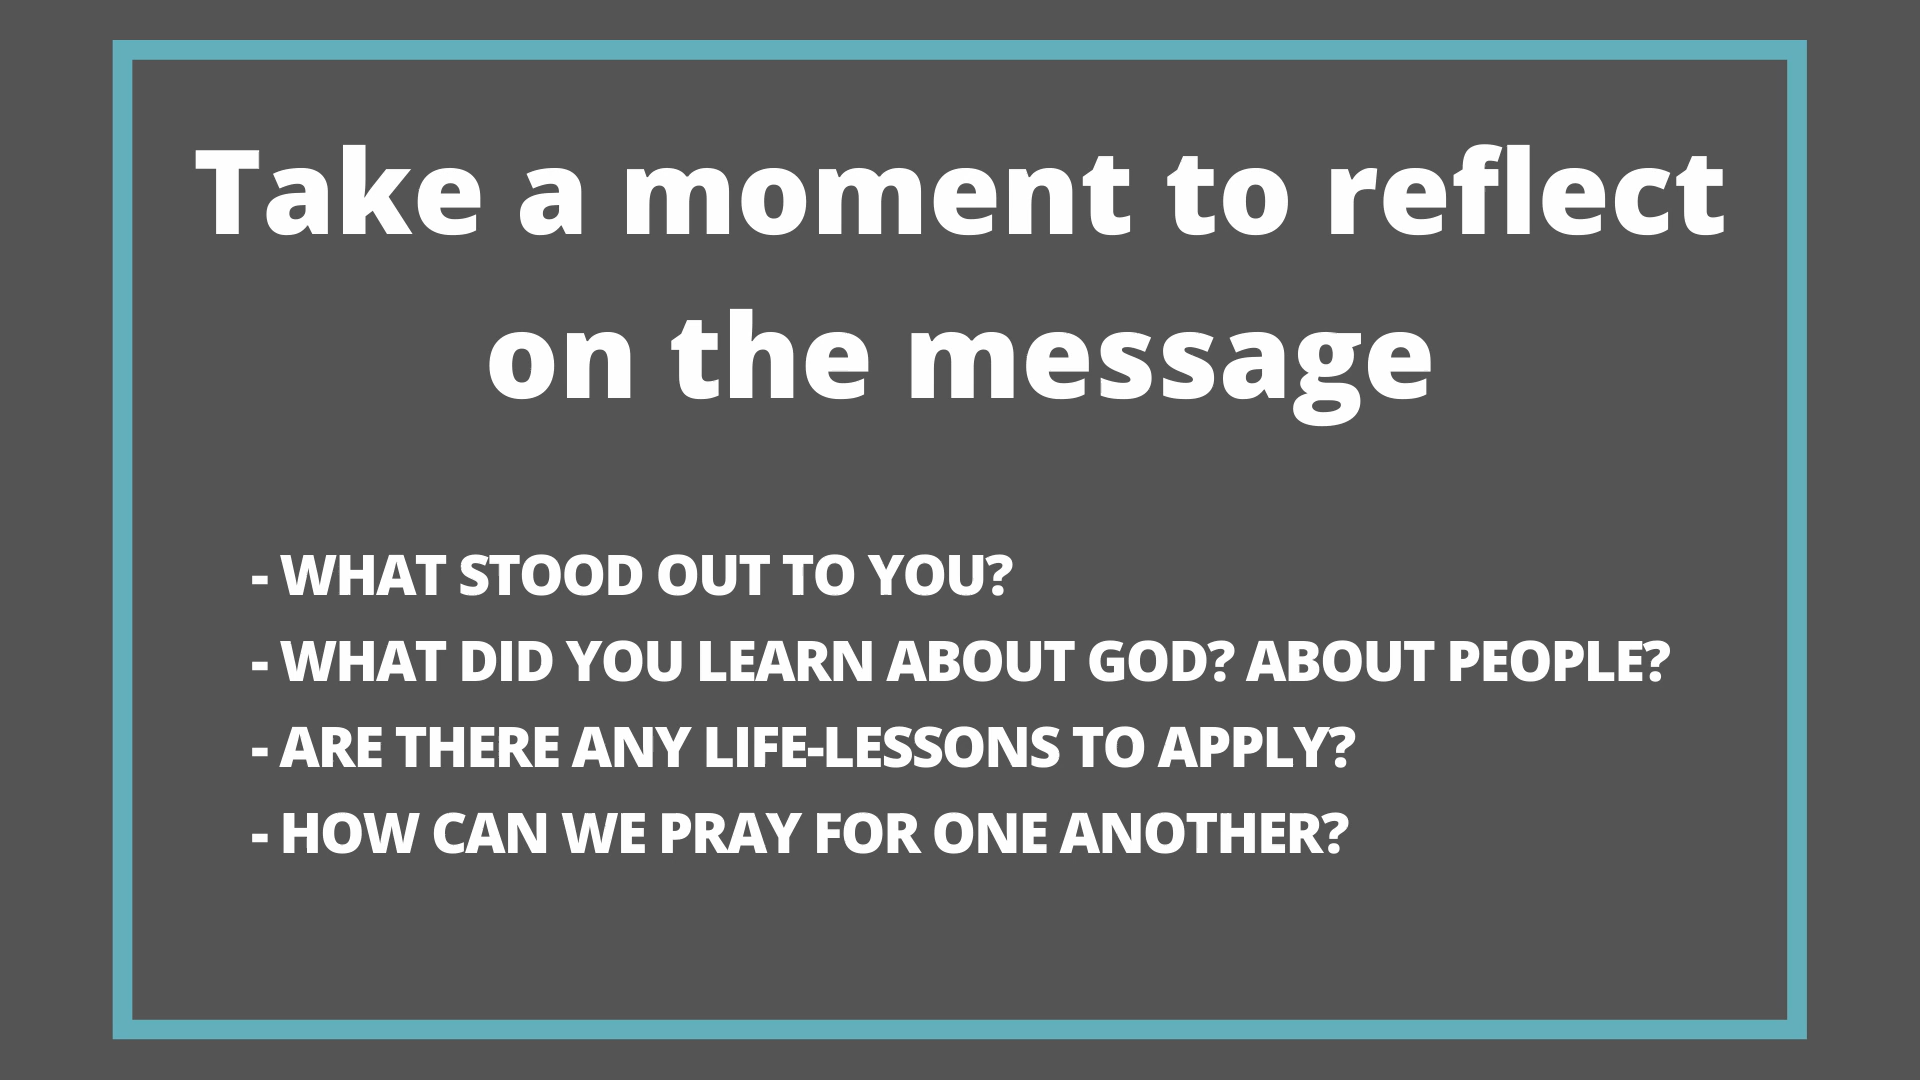 Take a moment to reflect
on the message
- WHAT STOOD OUT TO YOU?
- WHAT DID YOU LEARN ABOUT GOD? ABOUT PEOPLE?
- ARE THERE ANY LIFE-LESSONS TO APPLY?
- HOW CAN WE PRAY FOR ONE ANOTHER?